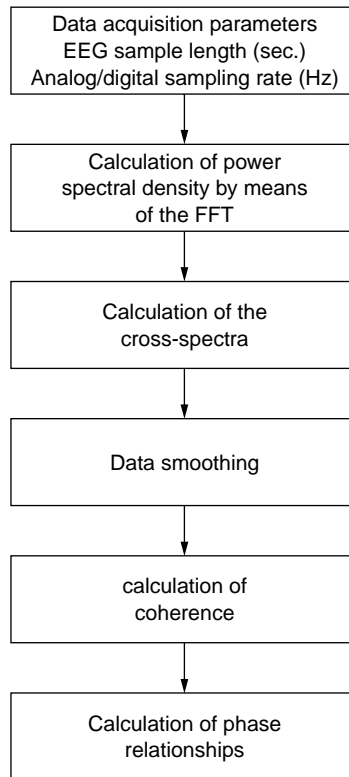 Data acquisition parameters
EEG sample length (sec.)
Analog/digital sampling rate (Hz)
Calculation of power
spectral density by means
of the FFT
Calculation of the
cross-spectra
Data smoothing
calculation of
coherence
Calculation of phase
relationships